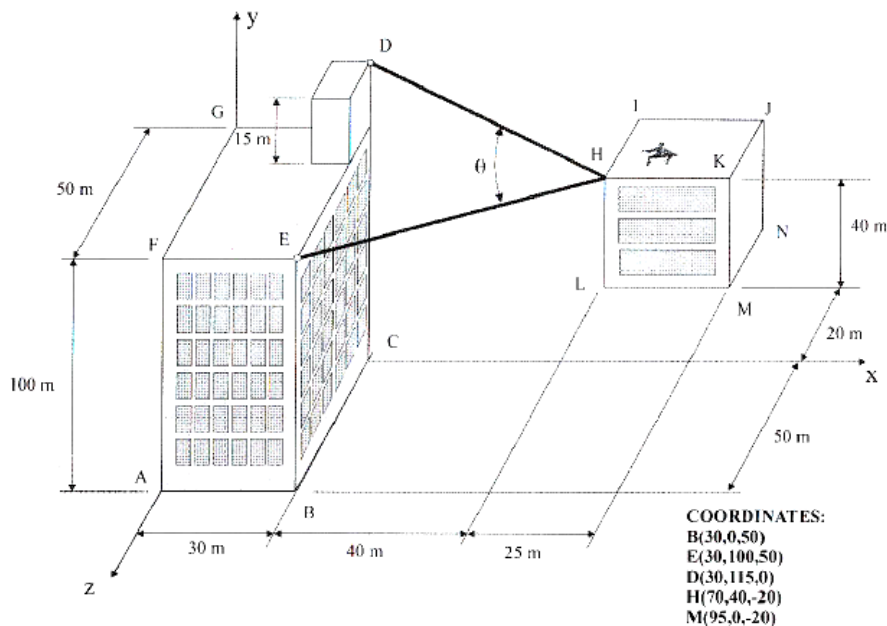 y
D
G
15 m
I
J
50 m
H
K
θ
F
E
40 m
N
L
M
C
20 m
x
100 m
50 m
A
B
30 m
40 m
25 m
z
COORDINATES:
B(30,0,50)
E(30,100,50)
D(30,115,0)
H(70,40,-20)
M(95,0,-20)